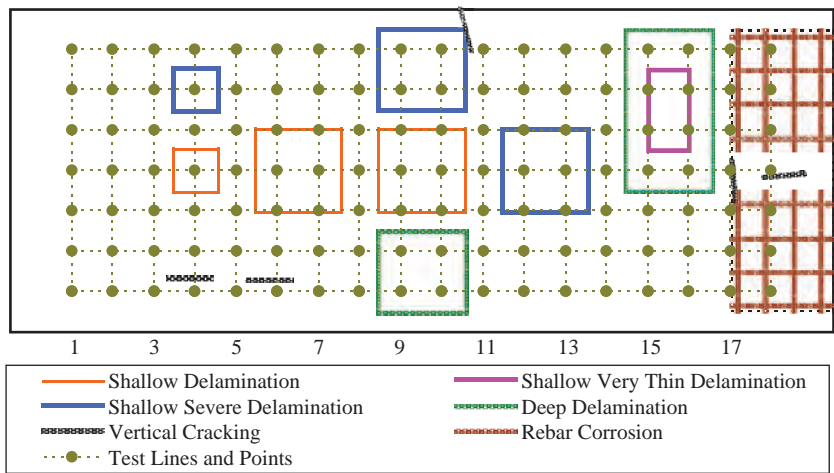 1 3 5 7 9 11 13 15 17
Shallow Delamination
Shallow Very Thin Delamination
Shallow Severe Delamination
Deep Delamination
Vertical Cracking
Rebar Corrosion
Test Lines and Points